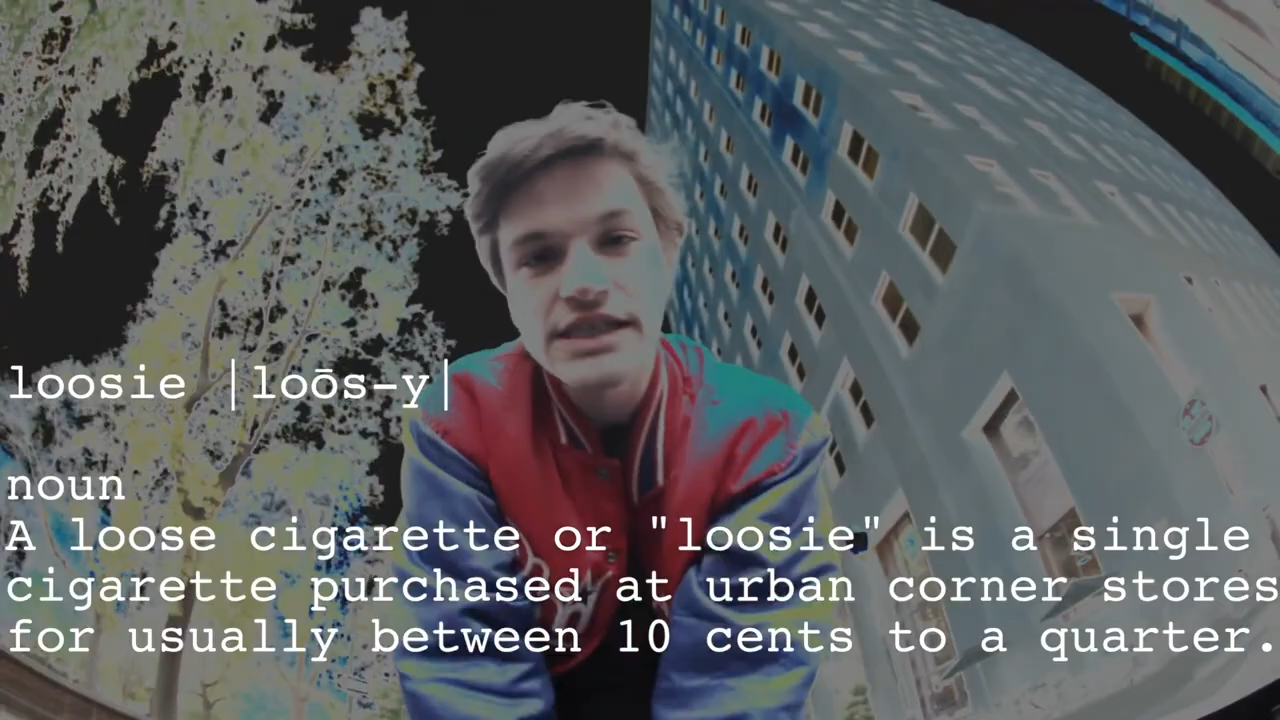 loosie |loōs-y|
noun
A loose cigarette or "loosie" is a single
cigarette purchased at urban corner stores
for usually between 10 cents to a quarter.